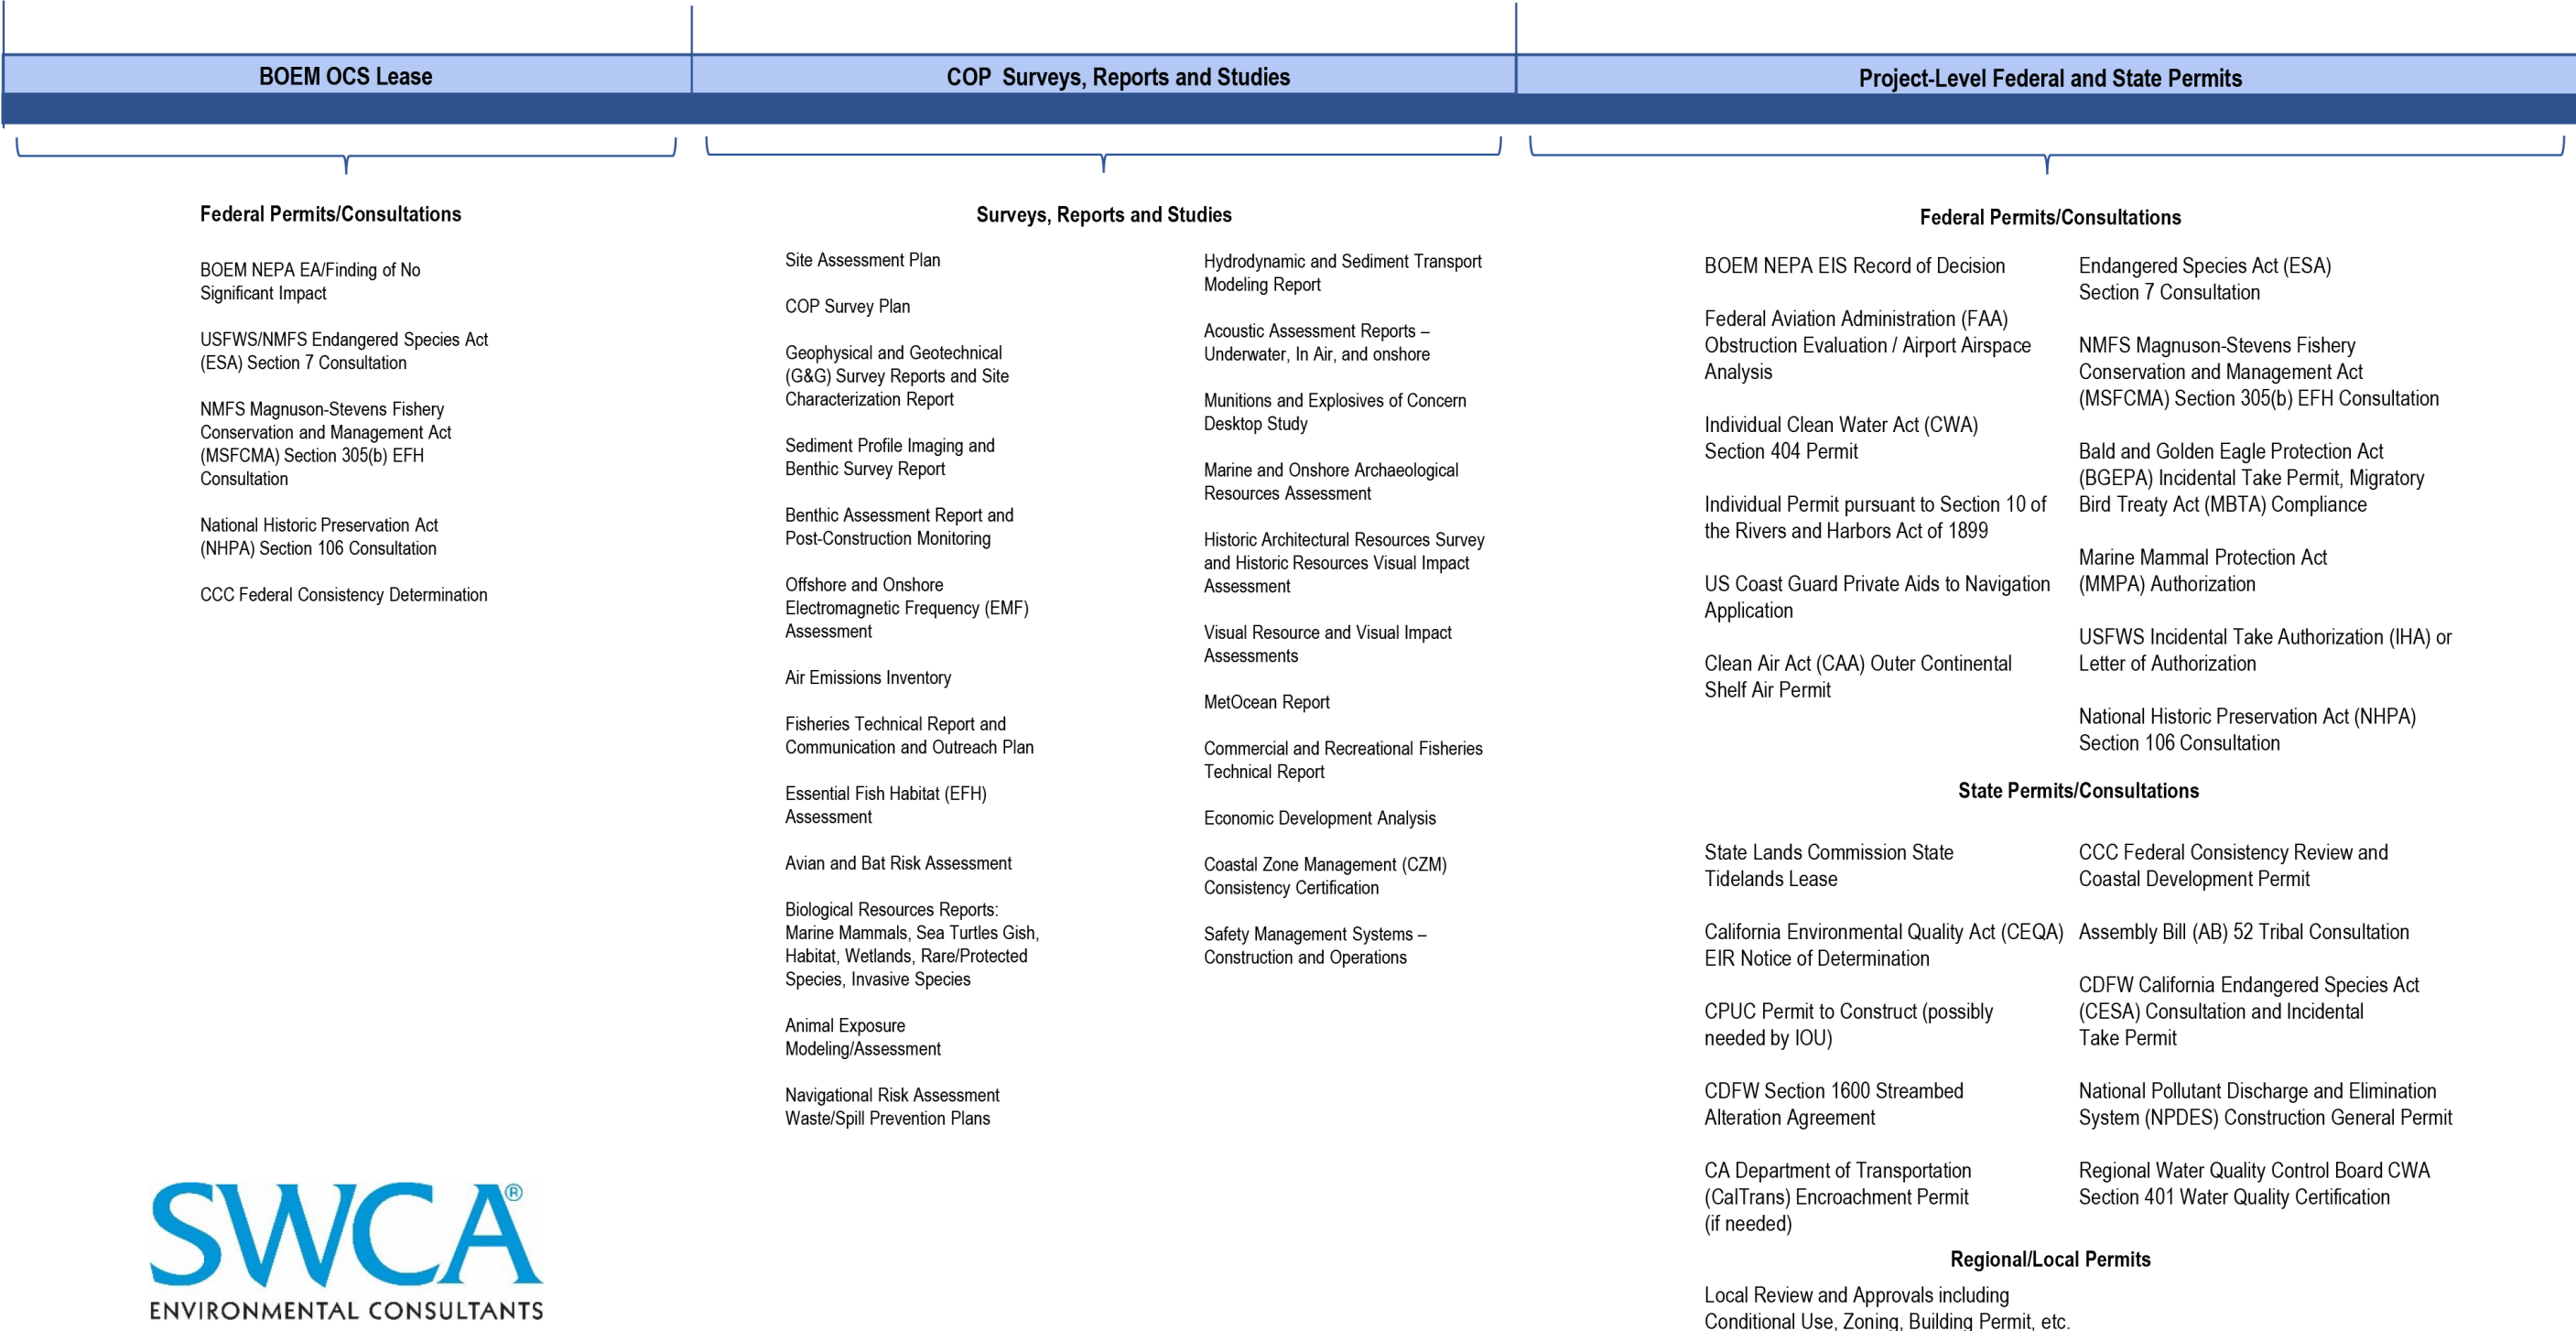 BOEM OCS Lease
COP Surveys, Reports and Studies
Project-Level Federal and State Permits
Federal Permits/Consultations
BOEM NEPA EA/Finding of No
Significant Impact
USFWS/NMFS Endangered Species Act
(ESA) Section 7 Consultation
NMFS Magnuson-Stevens Fishery
Conservation and Management Act
(MSFCMA) Section 305(b) EFH
Consultation
National Historic Preservation Act
(NHPA) Section 106 Consultation
CCC Federal Consistency Determination
Surveys, Reports and Studies
Site Assessment Plan
COP Survey Plan
Geophysical and Geotechnical
(G&G) Survey Reports and Site
Characterization Report
Sediment Profile Imaging and
Benthic Survey Report
Benthic Assessment Report and
Post-Construction Monitoring
Offshore and Onshore
Electromagnetic Frequency (EMF)
Assessment
Air Emissions Inventory
Fisheries Technical Report and
Communication and Outreach Plan
Essential Fish Habitat (EFH)
Assessment
Avian and Bat Risk Assessment
Biological Resources Reports:
Marine Mammals, Sea Turtles Gish,
Habitat, Wetlands, Rare/Protected
Species, Invasive Species
Animal Exposure
Modeling/Assessment
Navigational Risk Assessment
Waste/Spill Prevention Plans
Hydrodynamic and Sediment Transport
Modeling Report
Acoustic Assessment Reports –
Underwater, In Air, and onshore
Munitions and Explosives of Concern
Desktop Study
Marine and Onshore Archaeological
Resources Assessment
Historic Architectural Resources Survey
and Historic Resources Visual Impact
Assessment
Visual Resource and Visual Impact
Assessments
MetOcean Report
Commercial and Recreational Fisheries
Technical Report
Economic Development Analysis
Coastal Zone Management (CZM)
Consistency Certification
Safety Management Systems –
Construction and Operations
Federal Permits/Consultations
BOEM NEPA EIS Record of Decision
Federal Aviation Administration (FAA)
Obstruction Evaluation / Airport Airspace
Analysis
Individual Clean Water Act (CWA)
Section 404 Permit
Individual Permit pursuant to Section 10 of
the Rivers and Harbors Act of 1899
US Coast Guard Private Aids to Navigation
Application
Clean Air Act (CAA) Outer Continental
Shelf Air Permit
Endangered Species Act (ESA)
Section 7 Consultation
NMFS Magnuson-Stevens Fishery
Conservation and Management Act
(MSFCMA) Section 305(b) EFH Consultation
Bald and Golden Eagle Protection Act
(BGEPA) Incidental Take Permit, Migratory
Bird Treaty Act (MBTA) Compliance
Marine Mammal Protection Act
(MMPA) Authorization
USFWS Incidental Take Authorization (IHA) or
Letter of Authorization
National Historic Preservation Act (NHPA)
Section 106 Consultation
State Permits/Consultations
State Lands Commission State
Tidelands Lease
California Environmental Quality Act (CEQA)
EIR Notice of Determination
CPUC Permit to Construct (possibly
needed by IOU)
CDFW Section 1600 Streambed
Alteration Agreement
CA Department of Transportation
(CalTrans) Encroachment Permit
(if needed)
CCC Federal Consistency Review and
Coastal Development Permit
Assembly Bill (AB) 52 Tribal Consultation
CDFW California Endangered Species Act
(CESA) Consultation and Incidental
Take Permit
National Pollutant Discharge and Elimination
System (NPDES) Construction General Permit
Regional Water Quality Control Board CWA
Section 401 Water Quality Certification
Regional/Local Permits
Local Review and Approvals including
Conditional Use, Zoning, Building Permit, etc.
SWCA®
ENVIRONMENTAL CONSULTANTS